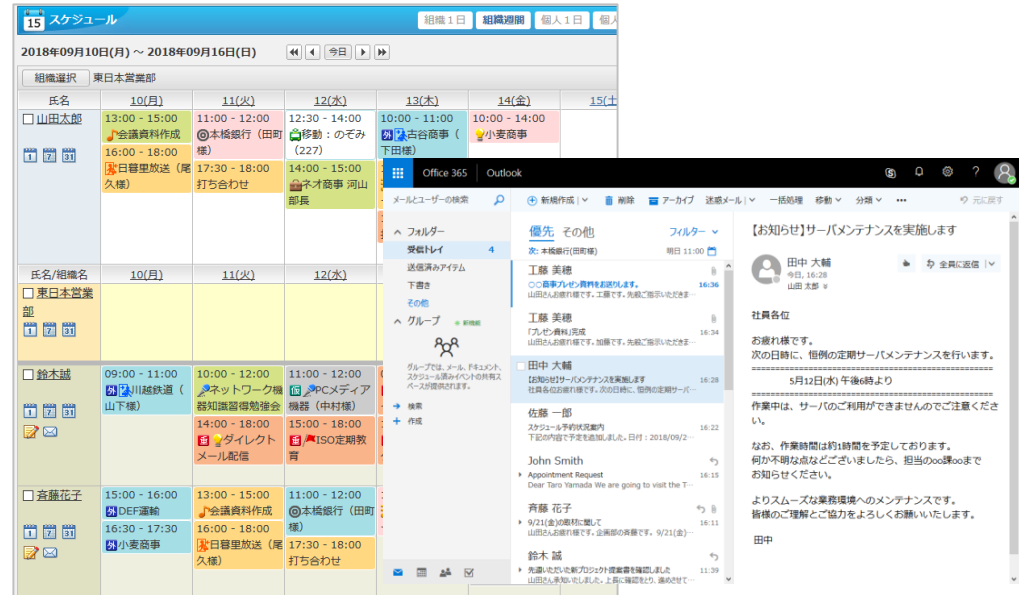 15 スケジュール
組織1日 組織週間 個人1日
2018年09月10日(月) ～ 2018年09月16日(日) 今日
組織選択 東日本営業部
氏名 10(月) 11(火) 12(水) 13(木) 14(金)
山田太郎
1 7 31
13:00 - 15:00
会議資料作成
16:00 - 18:00
日暮里放送（尾
久様）
11:00 - 12:00
本橋銀行（田町
様）
17:30 - 18:00
打ち合わせ
12:30 - 14:00
移動：のぞみ
（227）
14:00 - 15:00
ネオ商事 河山
部長
10:00 - 11:00
外 古谷商事（
下田様）
10:00 - 14:00
小麦商事
氏名/組織名 10(月) 11(火) 12(水)
東日本営業
部
1 7 31
鈴木誠
1 7 31
09:00 - 11:00
外 川越鉄道（
山下様）
10:00 - 12:00
ネットワーク機
器知識習得勉強会
14:00 - 18:00
重 ダイレクト
メール配信
11:00 - 12:00
仮 PCメディア
機器（中村様）
15:00 - 18:00
重 ISO定期教
育
斉藤花子
1 7 31
15:00 - 16:00
外 DEF運輸
16:30 - 17:30
外 小麦商事
13:00 - 15:00
会議資料作成
16:00 - 18:00
日暮里放送（尾
久様）
11:00 - 12:00
本橋銀行（田町
様）
17:30 - 18:00
打ち合わせ
Office 365 Outlook
メールとユーザーの検索
新規作成 削除 アーカイブ 迷惑メール 一括処理 移動 分類 ••• 元に戻す
フォルダー
受信トレイ 4
送信済みアイテム
下書き
その他
グループ 新機能
グループでは、メール、ドキュメント、
スケジュール済みイベントの共有ス
ペースが提供されます。
検索
作成
優先 その他 フィルター
次: 本橋銀行(田町様) 明日 11:00
工藤 美穂
○○商事プレゼン資料をお送りします。 16:36
山田さんお疲れ様です。工藤です。先般ご指示いただきま…
工藤 美穂
「プレゼン資料」完成 16:34
山田さんお疲れ様です。加藤です。先般ご指示いただきま…
田中 大輔
【お知らせ】サーバメンテナンスを実施します 16:28
社員各位お疲れ様です。次の日時に、恒例の定期サーバ…
佐藤 一郎
スケジュール予約状況案内 16:22
下記の内容で予定を追加しました。日付：2018/09/2…
John Smith
Appointment Request 16:15
Dear Taro Yamada We are going to visit the T…
斉藤 花子
9/21(金)の取材に関して 16:11
山田さんお疲れ様です。企画部の斉藤です。9/21(金)…
鈴木 誠
先週いただいた新プロジェクト提案書を確認しました 11:39
山田さん承知いたしました。上長に確認をとり、進めさせて…
【お知らせ】サーバメンテナンスを実施します
田中 大輔
今日, 16:28
山田 太郎
全員に返信
社員各位
お疲れ様です。
次の日時に、恒例の定期サーバメンテナンスを行います。
==================================================
5月12日(水) 午後6時より
==================================================
作業中は、サーバのご利用ができませんのでご注意くださ
い。
なお、作業時間は約1時間を予定しております。
何か不明な点などございましたら、担当のoo課ooまで
お知らせください。
よりスムーズな業務環境へのメンテナンスです。
皆様のご理解とご協力をよろしくお願いいたします。
田中